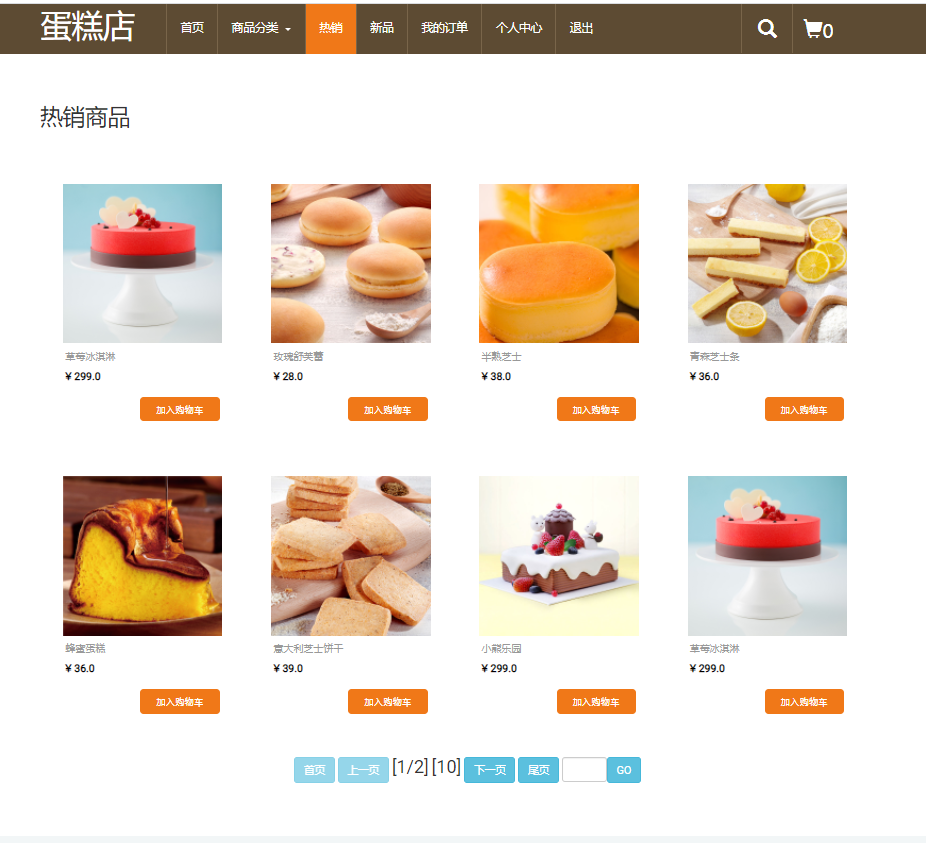 蛋糕店 首页 商品分类 热销 新品 我的订单 个人中心 退出 0
热销商品
草莓冰淇淋 玫瑰舒芙蕾 半熟芝士 青森芝士条
¥ 299.0 ¥ 28.0 ¥ 38.0 ¥ 36.0
加入购物车 加入购物车 加入购物车 加入购物车
蜂蜜蛋糕 意大利芝士饼干 小熊乐园 草莓冰淇淋
¥ 36.0 ¥ 39.0 ¥ 299.0 ¥ 299.0
加入购物车 加入购物车 加入购物车 加入购物车
首页 上一页 [1/2] [10] 下一页 尾页 GO